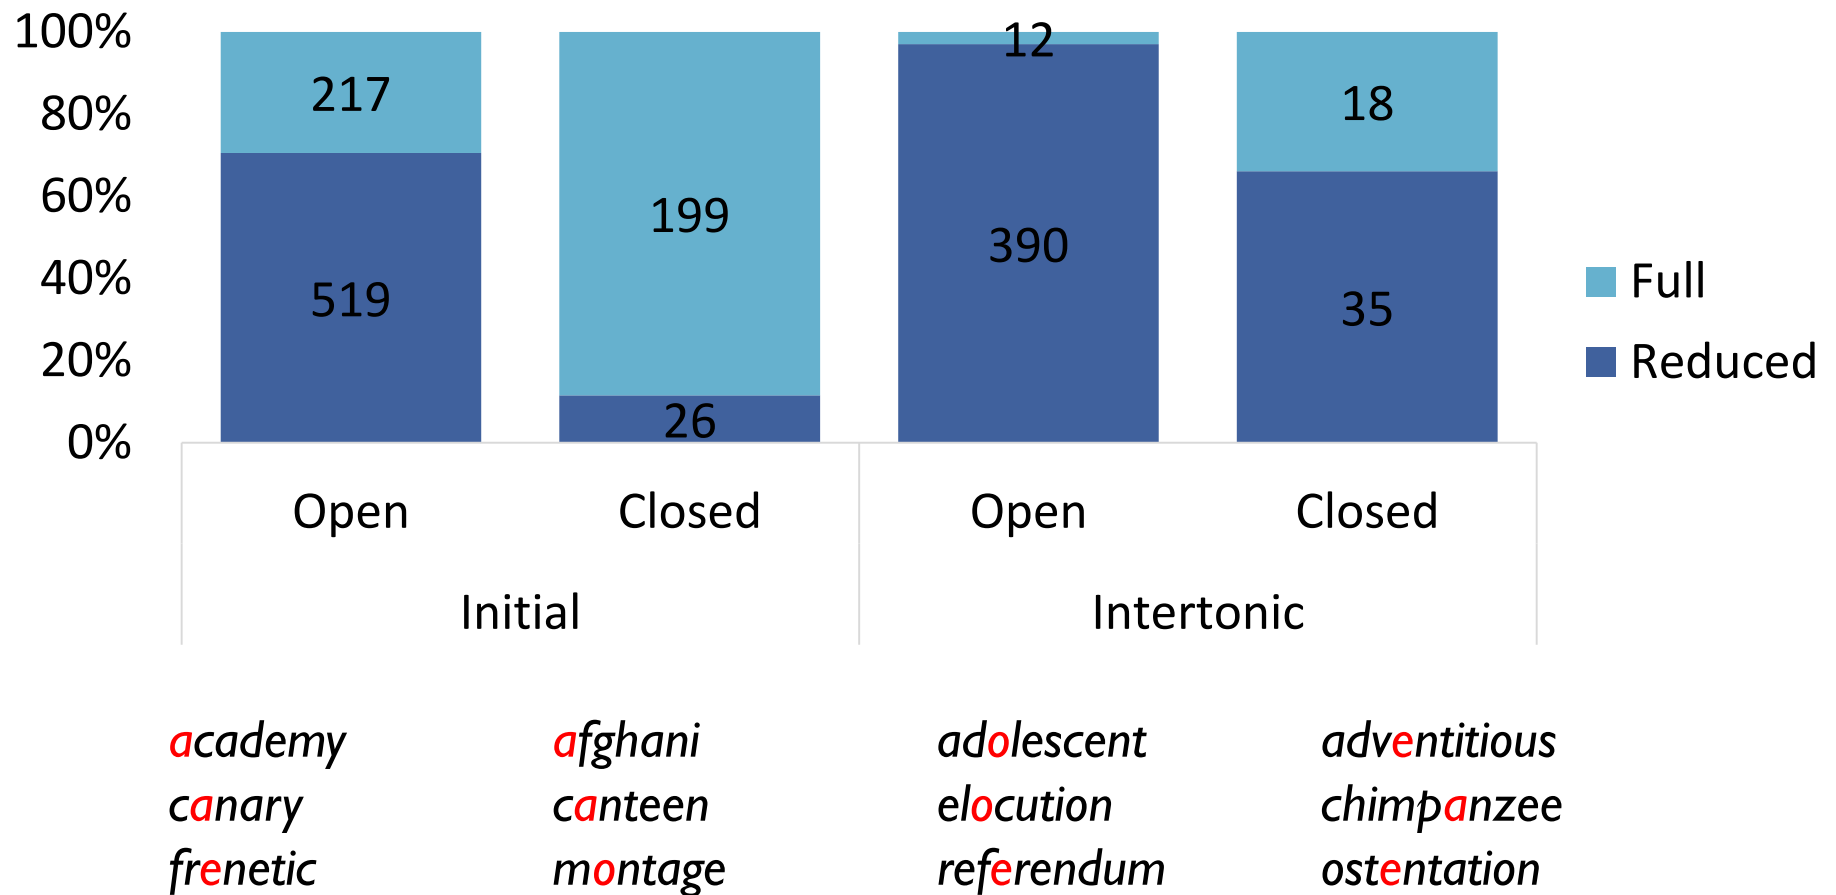 100%
80%
60%
40%
20%
0%
217
519
199
26
12
390
18
35
Full
Reduced
Open Closed Open Closed
Initial Intertonic
academy afghani adolescent adventitious
canary canteen elocution chimpanzee
frenetic montage referendum ostentation